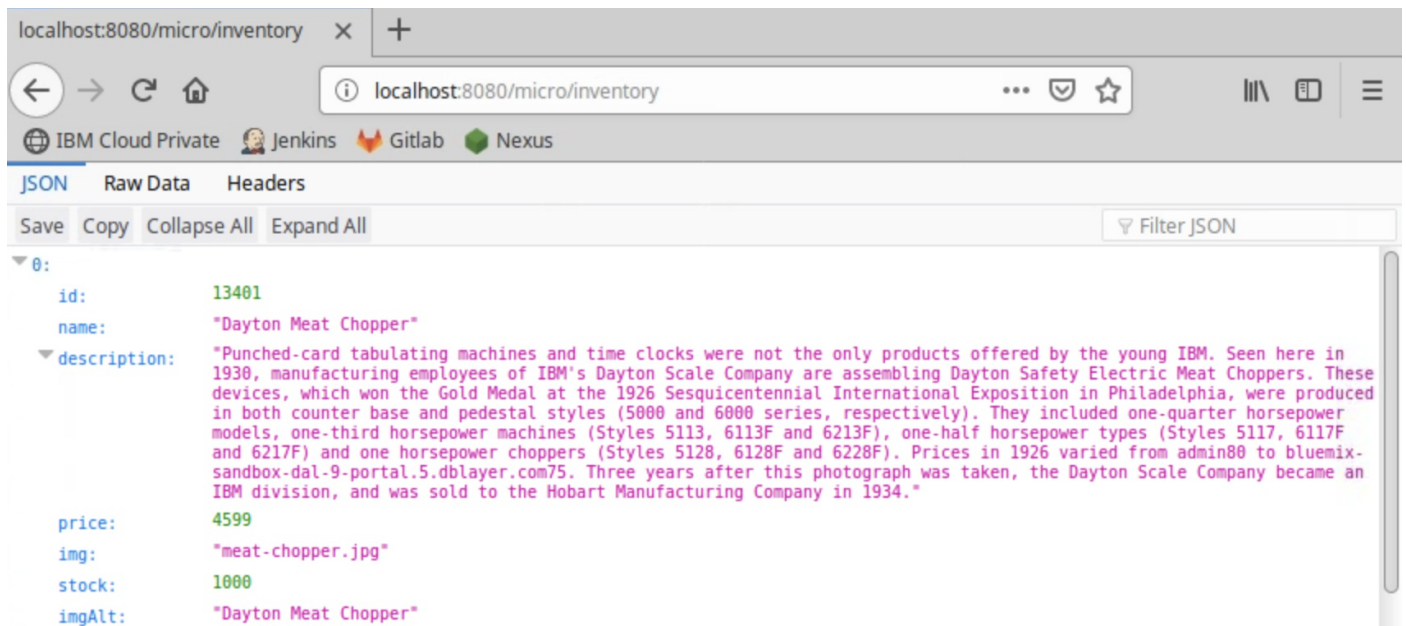 localhost:8080/micro/inventory
localhost:8080/micro/inventory
IBM Cloud Private Jenkins Gitlab Nexus
JSON Raw Data Headers
Save Copy Collapse All Expand All Filter JSON
0:
id: 13401
name: "Dayton Meat Chopper"
description: "Punched-card tabulating machines and time clocks were not the only products offered by the young IBM. Seen here in
1930, manufacturing employees of IBM's Dayton Scale Company are assembling Dayton Safety Electric Meat Choppers. These
devices, which won the Gold Medal at the 1926 Sesquicentennial International Exposition in Philadelphia, were produced
in both counter base and pedestal styles (5000 and 6000 series, respectively). They included one-quarter horsepower
models, one-third horsepower machines (Styles 5113, 6113F and 6213F), one-half horsepower types (Styles 5117, 6117F
and 6217F) and one horsepower choppers (Styles 5128, 6128F and 6228F). Prices in 1926 varied from admin80 to bluemix-
sandbox-dal-9-portal.5.dblayer.com75. Three years after this photograph was taken, the Dayton Scale Company became an
IBM division, and was sold to the Hobart Manufacturing Company in 1934."
price: 4599
img: "meat-chopper.jpg"
stock: 1000
imgAlt: "Dayton Meat Chopper"